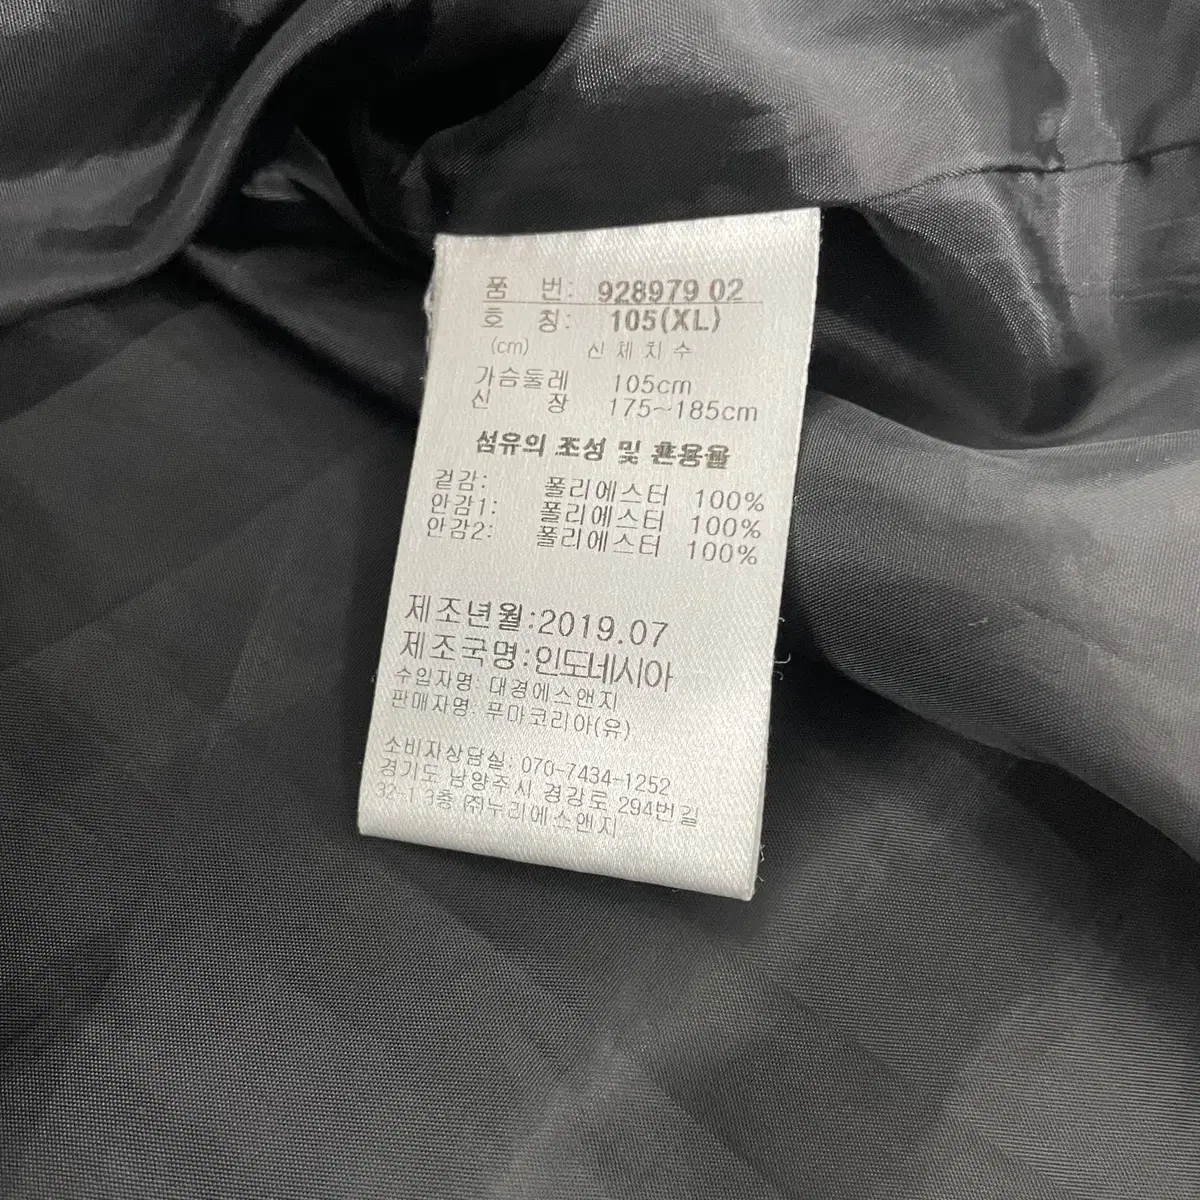 품 번: 928979 02
호 칭: 105(XL)
(cm) 신체치수
가슴둘레 105cm
신 장 175~185cm
섬유의 조성 및 혼용율
겉감: 폴리에스터 100%
안감1: 폴리에스터 100%
안감2: 폴리에스터 100%
제조년월:2019.07
제조국명:인도네시아
수입자명: 대경에스앤지
판매자명: 푸마코리아(유)
소비자상담실: 070-7434-1252
경기도 남양주시 경강로 294번길
32-1 3층 (주)누리에스앤지